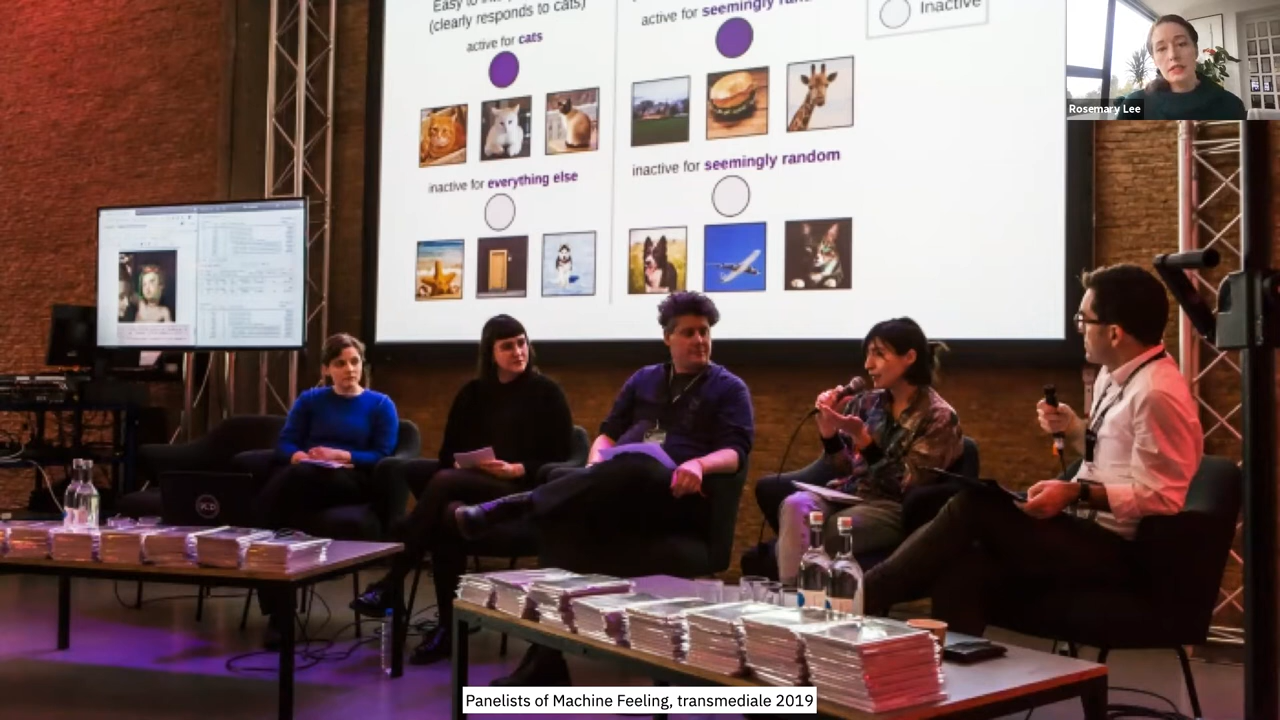 (clearly responds to cats)
active for cats
inactive for everything else
active for seemingly
inactive for seemingly random
Inactive
Rosemary Lee
Panelists of Machine Feeling, transmediale 2019